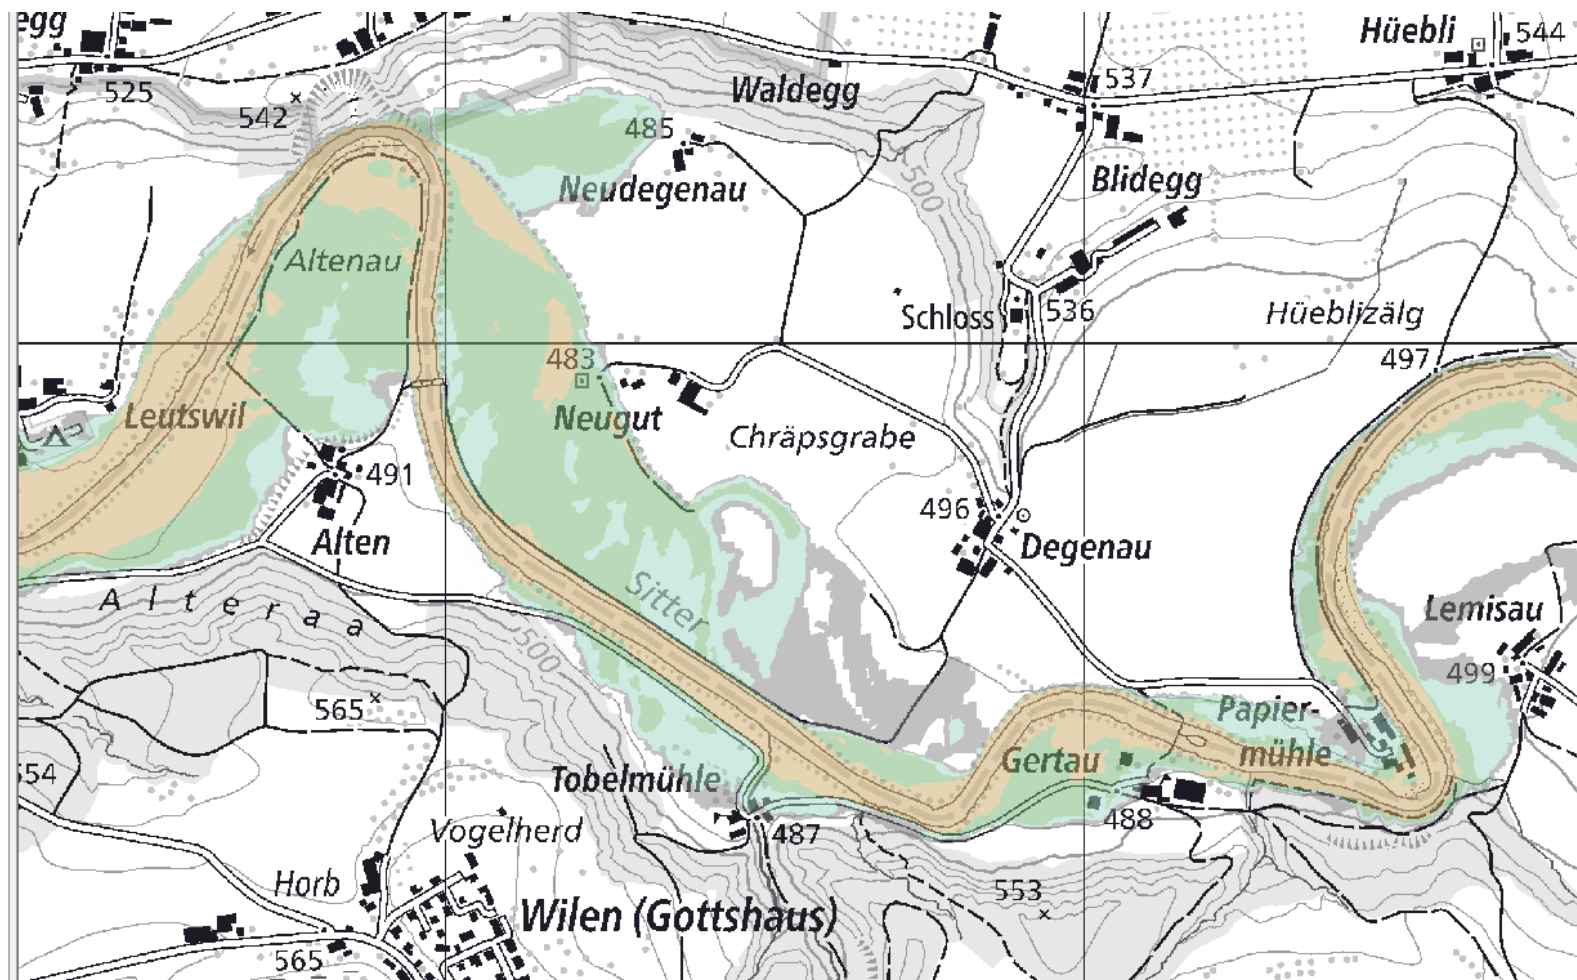 egg
Hüebli
544
525
542
Waldegg
537
485
Neudegenau
Blidegg
500
Altenau
Schloss
536
Hüeblizälg
483
497
Leutswil
Neugut
Chräpsgrabe
491
496
Alten
Degenau
Altera a
Sitter
Lemisau
500
499
565
Papier-
mühle
554
Tobelmühle
Gertau
Vogelherd
487
488
Horb
553
Wilen (Gottshaus)
565